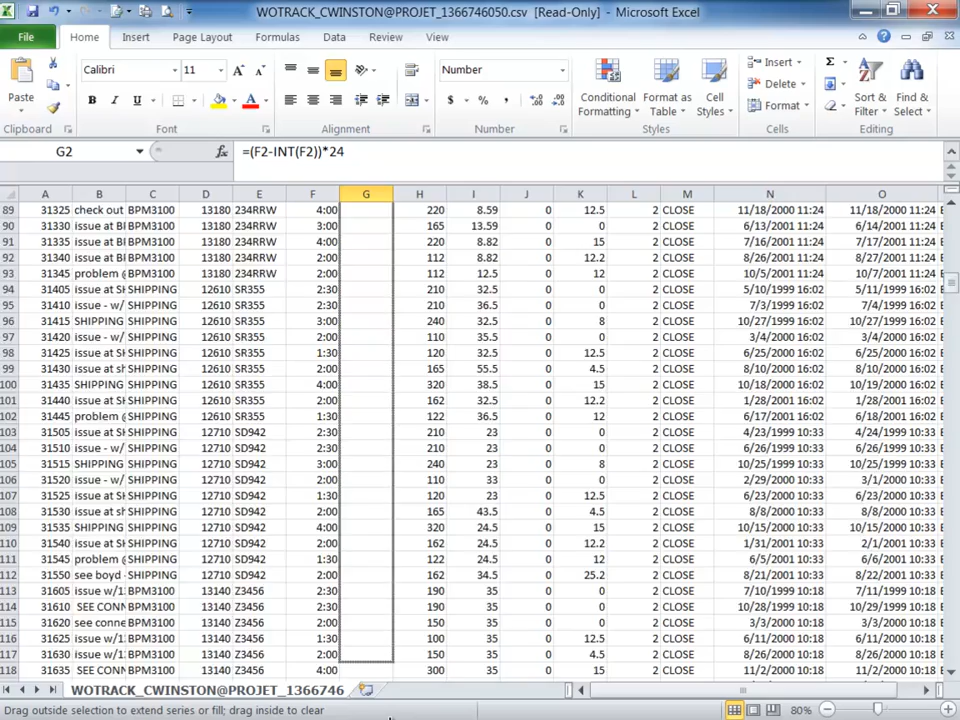 WOTRACK_CWINSTON@PROJET_1366746050.csv [Read-Only] - Microsoft Excel
File Home Insert Page Layout Formulas Data Review View
Paste Calibri 11 Number Conditional Formatting Format as Table Cell Styles Insert Delete Format Sort & Filter Find & Select
Clipboard Font Alignment Number Styles Cells Editing
G2 =(F2-INT(F2))*24
A B C D E F G H I J K L M N O
89 31325 check out BPM3100 13180 234RRW 4:00 220 8.59 0 12.5 2 CLOSE 11/18/2000 11:24 11/18/2000 11:24
90 31330 issue at BI BPM3100 13180 234RRW 3:00 165 13.59 0 0 2 CLOSE 6/13/2001 11:24 6/14/2001 11:24
91 31335 issue at BI BPM3100 13180 234RRW 4:00 220 8.82 0 15 2 CLOSE 7/16/2001 11:24 7/17/2001 11:24
92 31340 issue at BI BPM3100 13180 234RRW 2:00 112 8.82 0 12.2 2 CLOSE 8/26/2001 11:24 8/27/2001 11:24
93 31345 problem @ BPM3100 13180 234RRW 2:00 112 12.5 0 12 2 CLOSE 10/5/2001 11:24 10/7/2001 11:24
94 31405 issue at SH SHIPPING 12610 SR355 2:30 210 32.5 0 0 2 CLOSE 5/10/1999 16:02 5/11/1999 16:02
95 31410 issue - w/ SHIPPING 12610 SR355 2:30 210 36.5 0 0 2 CLOSE 7/3/1999 16:02 7/4/1999 16:02
96 31415 SHIPPING SHIPPING 12610 SR355 3:00 240 32.5 0 8 2 CLOSE 10/27/1999 16:02 10/28/1999 16:02
97 31420 issue - w/ SHIPPING 12610 SR355 2:00 110 35.5 0 0 2 CLOSE 3/4/2000 16:02 3/6/2000 16:02
98 31425 issue at SH SHIPPING 12610 SR355 1:30 120 32.5 0 12.5 2 CLOSE 6/25/2000 16:02 6/25/2000 16:02
99 31430 issue at sh SHIPPING 12610 SR355 2:00 165 55.5 0 4.5 2 CLOSE 8/10/2000 16:02 8/10/2000 16:02
100 31435 SHIPPING SHIPPING 12610 SR355 4:00 320 38.5 0 15 2 CLOSE 10/18/2000 16:02 10/19/2000 16:02
101 31440 issue at SH SHIPPING 12610 SR355 2:00 162 32.5 0 12.2 2 CLOSE 1/28/2001 16:02 1/28/2001 16:02
102 31445 problem @ SHIPPING 12610 SR355 1:30 122 36.5 0 12 2 CLOSE 6/17/2001 16:02 6/18/2001 16:02
103 31505 issue at SH SHIPPING 12710 SD942 2:30 210 23 0 0 2 CLOSE 4/23/1999 10:33 4/23/1999 10:33
104 31510 issue - w/ SHIPPING 12710 SD942 2:30 210 23 0 0 2 CLOSE 6/26/1999 10:33 6/26/1999 10:33
105 31515 SHIPPING SHIPPING 12710 SD942 3:00 240 23 0 8 2 CLOSE 10/25/1999 10:33 10/25/1999 10:33
106 31520 issue - w/ SHIPPING 12710 SD942 2:00 110 33 0 0 2 CLOSE 2/29/2000 10:33 3/1/2000 10:33
107 31525 issue at SH SHIPPING 12710 SD942 1:30 120 23 0 12.5 2 CLOSE 6/23/2000 10:33 6/23/2000 10:33
108 31530 issue at sh SHIPPING 12710 SD942 2:00 165 43.5 0 4.5 2 CLOSE 8/8/2000 10:33 8/8/2000 10:33
109 31535 SHIPPING SHIPPING 12710 SD942 4:00 320 24.5 0 15 2 CLOSE 10/15/2000 10:33 10/15/2000 10:33
110 31540 issue at SH SHIPPING 12710 SD942 2:00 162 24.5 0 12.2 2 CLOSE 1/31/2001 10:33 2/1/2001 10:33
111 31545 problem @ SHIPPING 12710 SD942 1:30 122 24.5 0 12 2 CLOSE 6/5/2001 10:33 6/6/2001 10:33
112 31550 see boyd SHIPPING 12710 SD942 2:00 162 34.5 0 25.2 2 CLOSE 8/21/2001 10:33 8/22/2001 10:33
113 31605 issue w/1: BPM3100 13140 Z3456 2:30 190 35 0 0 2 CLOSE 7/10/1999 10:18 7/11/1999 10:18
114 31610 SEE CONN BPM3100 13140 Z3456 2:30 190 35 0 0 2 CLOSE 10/28/1999 10:18 10/29/1999 10:18
115 31620 see conne BPM3100 13140 Z3456 2:00 150 35 0 0 2 CLOSE 3/3/2000 10:18 3/5/2000 10:18
116 31625 issue w/1: BPM3100 13140 Z3456 1:30 100 35 0 12.5 2 CLOSE 6/11/2000 10:18 6/12/2000 10:18
117 31630 issue w/1: BPM3100 13140 Z3456 2:00 150 35 0 4.5 2 CLOSE 8/26/2000 10:18 8/26/2000 10:18
118 31635 SEE CONN BPM3100 13140 Z3456 4:00 300 35 0 15 2 CLOSE 11/2/2000 10:18 11/3/2000 10:18
WOTRACK_CWINSTON@PROJET_1366746
Drag outside selection to extend series or fill; drag inside to clear 80%